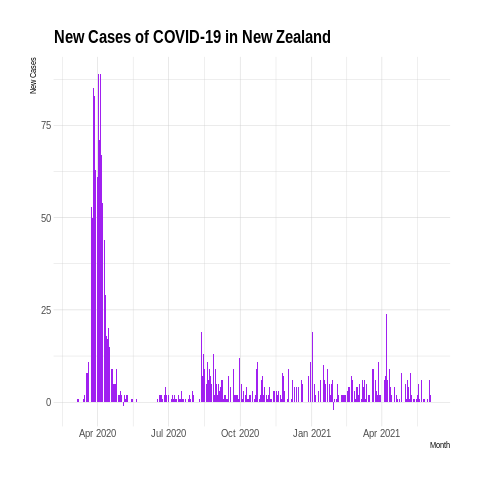 New Cases of COVID-19 in New Zealand
New Cases
75
50
25
0
Apr 2020 Jul 2020 Oct 2020 Jan 2021 Apr 2021
Month